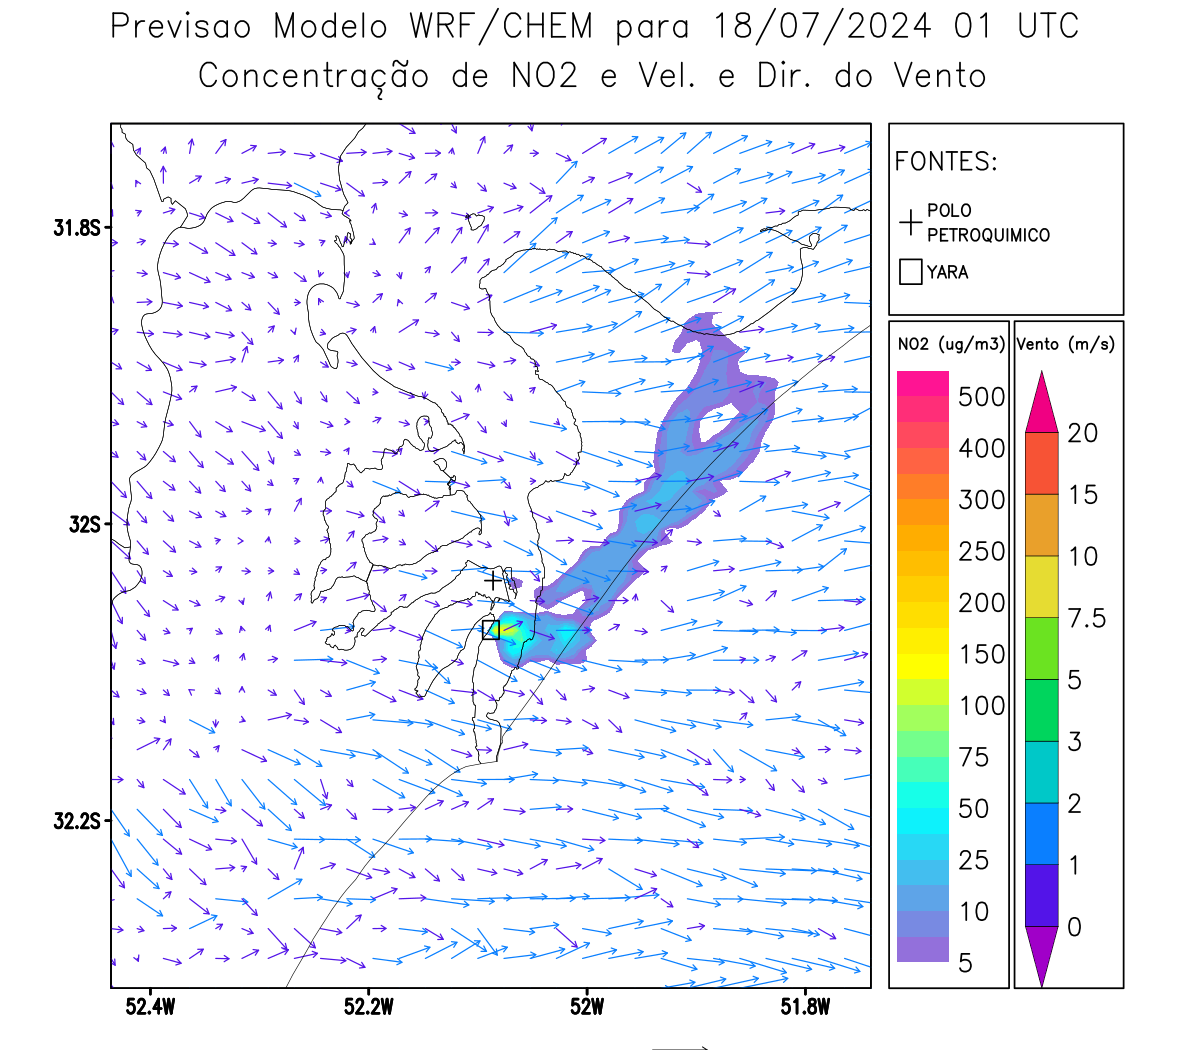 Previsao Modelo WRF/CHEM para 18/07/2024 01 UTC
Concentração de NO2 e Vel. e Dir. do Vento
FONTES:
POLO
PETROQUIMICO
YARA
NO2 (ug/m3)
500
400
300
250
200
150
100
75
50
25
10
5
Vento (m/s)
20
15
10
7.5
5
3
2
1
0
31.8S
32S
32.2S
52.4W
52.2W
52W
51.8W